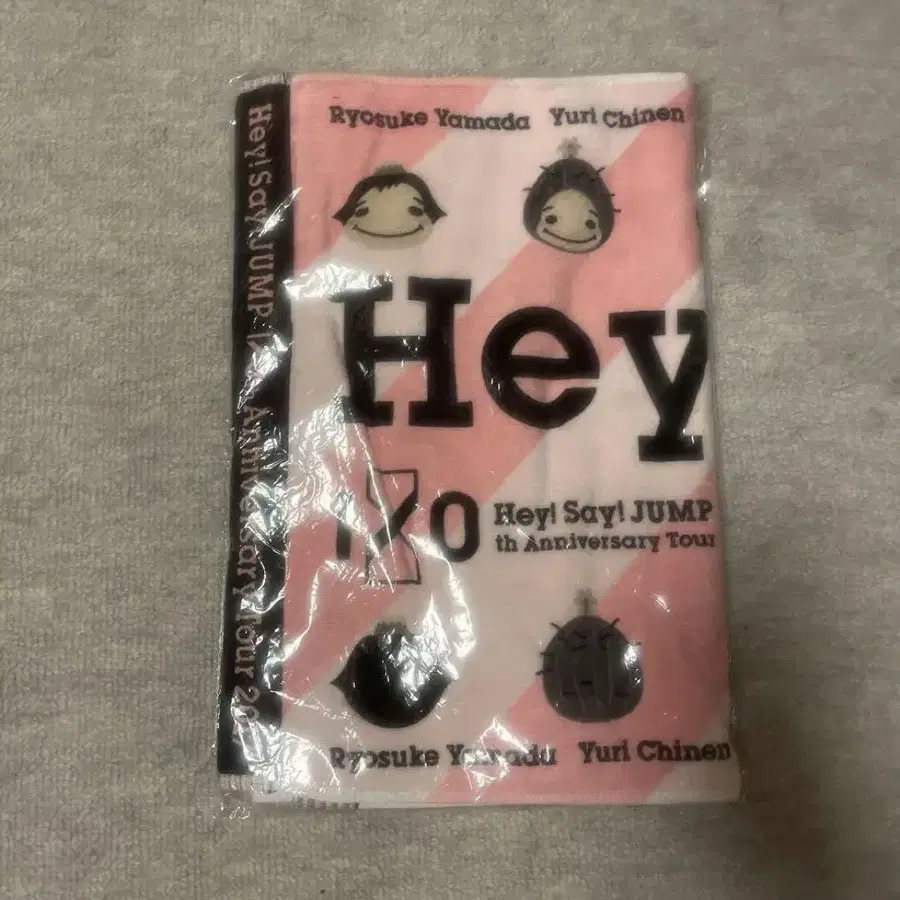 Ryosuke Yamada Yuri Chinen
Hey
Hey! Say! JUMP
th Anniversary Tour
Ryosuke Yamada Yuri Chinen
Hey! Say! JUMP Anniversary Tour